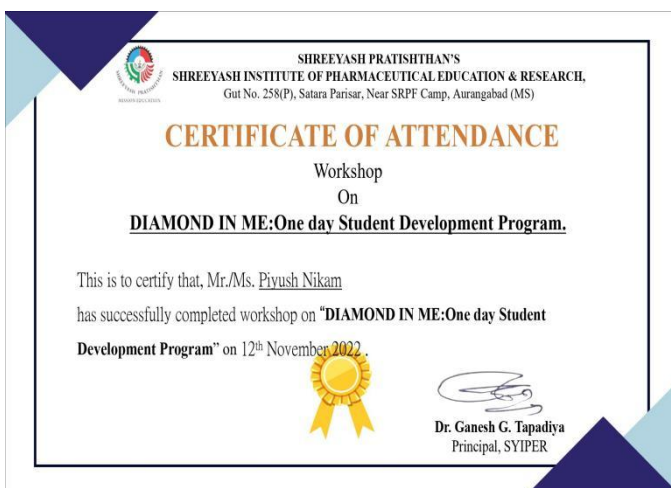 SHREEYASH PRATISHTHAN'S
SHREEYASH INSTITUTE OF PHARMACEUTICAL EDUCATION & RESEARCH,
Gut No. 258(P), Satara Parisar, Near SRPF Camp, Aurangabad (MS)
SHREEYASH PRATISHTHAN
CERTIFICATE OF ATTENDANCE
Workshop
On
DIAMOND IN ME:One day Student Development Program.
This is to certify that, Mr./Ms. Piyush Nikam
has successfully completed workshop on "DIAMOND IN ME:One day Student
Development Program" on 12th November 2022 .
Dr. Ganesh G. Tapadiya
Principal, SYIPER